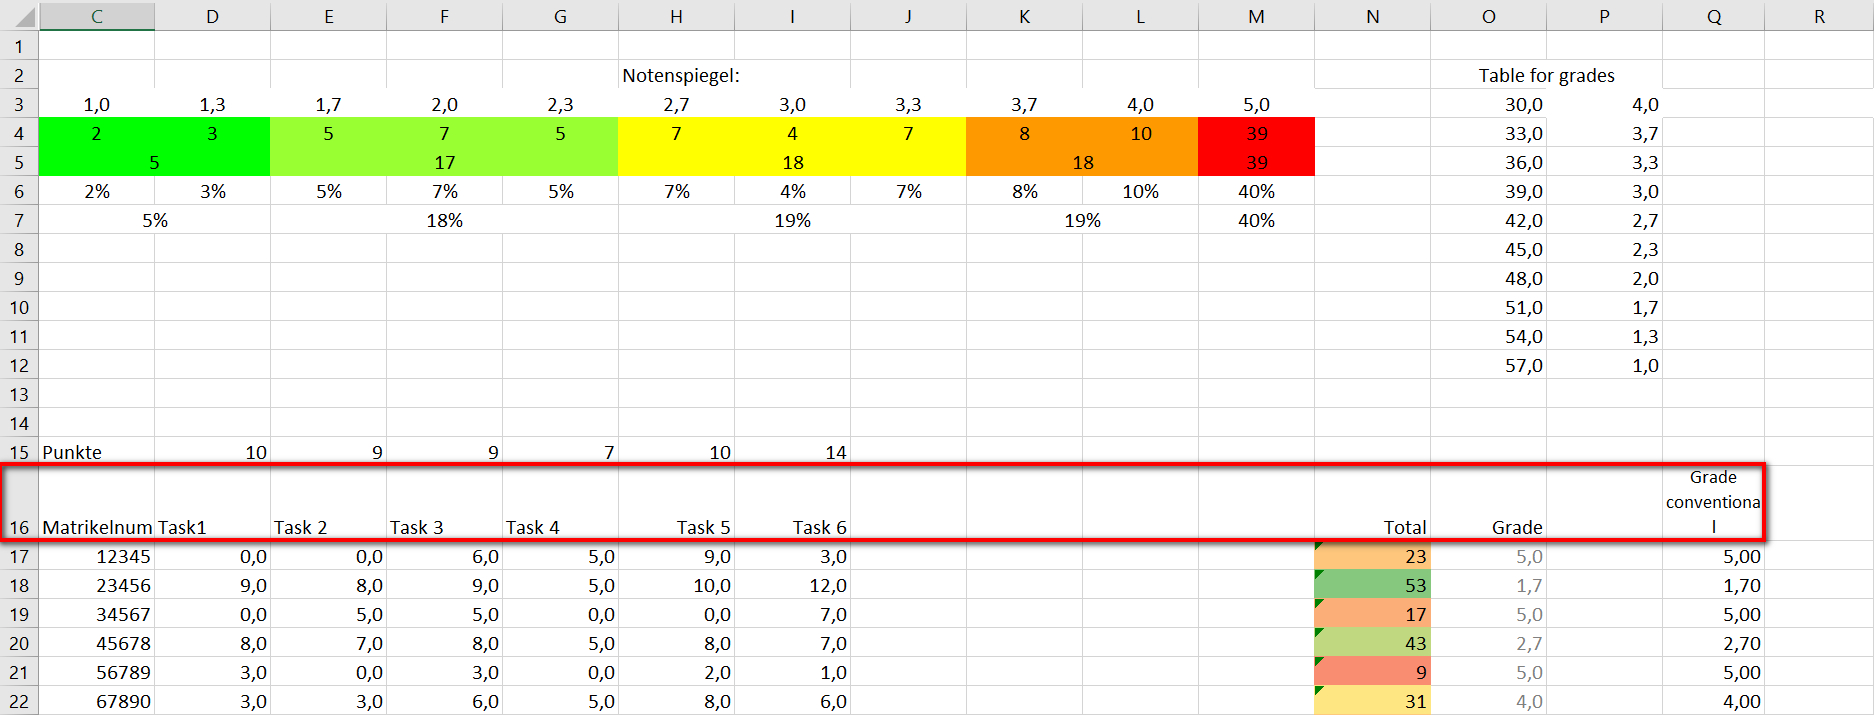 C D E F G H I J K L M N O P Q R
1
2 Notenspiegel: Table for grades
3 1,0 1,3 1,7 2,0 2,3 2,7 3,0 3,3 3,7 4,0 5,0 30,0 4,0
4 2 3 5 7 5 7 4 7 8 10 39 33,0 3,7
5 5 17 18 18 39 36,0 3,3
6 2% 3% 5% 7% 5% 7% 4% 7% 8% 10% 40% 39,0 3,0
7 5% 18% 19% 19% 40% 42,0 2,7
8 45,0 2,3
9 48,0 2,0
10 51,0 1,7
11 54,0 1,3
12 57,0 1,0
13
14
15 Punkte 10 9 9 7 10 14
Grade
conventiona
16 Matrikelnum Task1 Task 2 Task 3 Task 4 Task 5 Task 6 Total Grade l
17 12345 0,0 0,0 6,0 5,0 9,0 3,0 23 5,0 5,00
18 23456 9,0 8,0 9,0 5,0 10,0 12,0 53 1,7 1,70
19 34567 0,0 5,0 5,0 0,0 0,0 7,0 17 5,0 5,00
20 45678 8,0 7,0 8,0 5,0 8,0 7,0 43 2,7 2,70
21 56789 3,0 0,0 3,0 0,0 2,0 1,0 9 5,0 5,00
22 67890 3,0 3,0 6,0 5,0 8,0 6,0 31 4,0 4,00